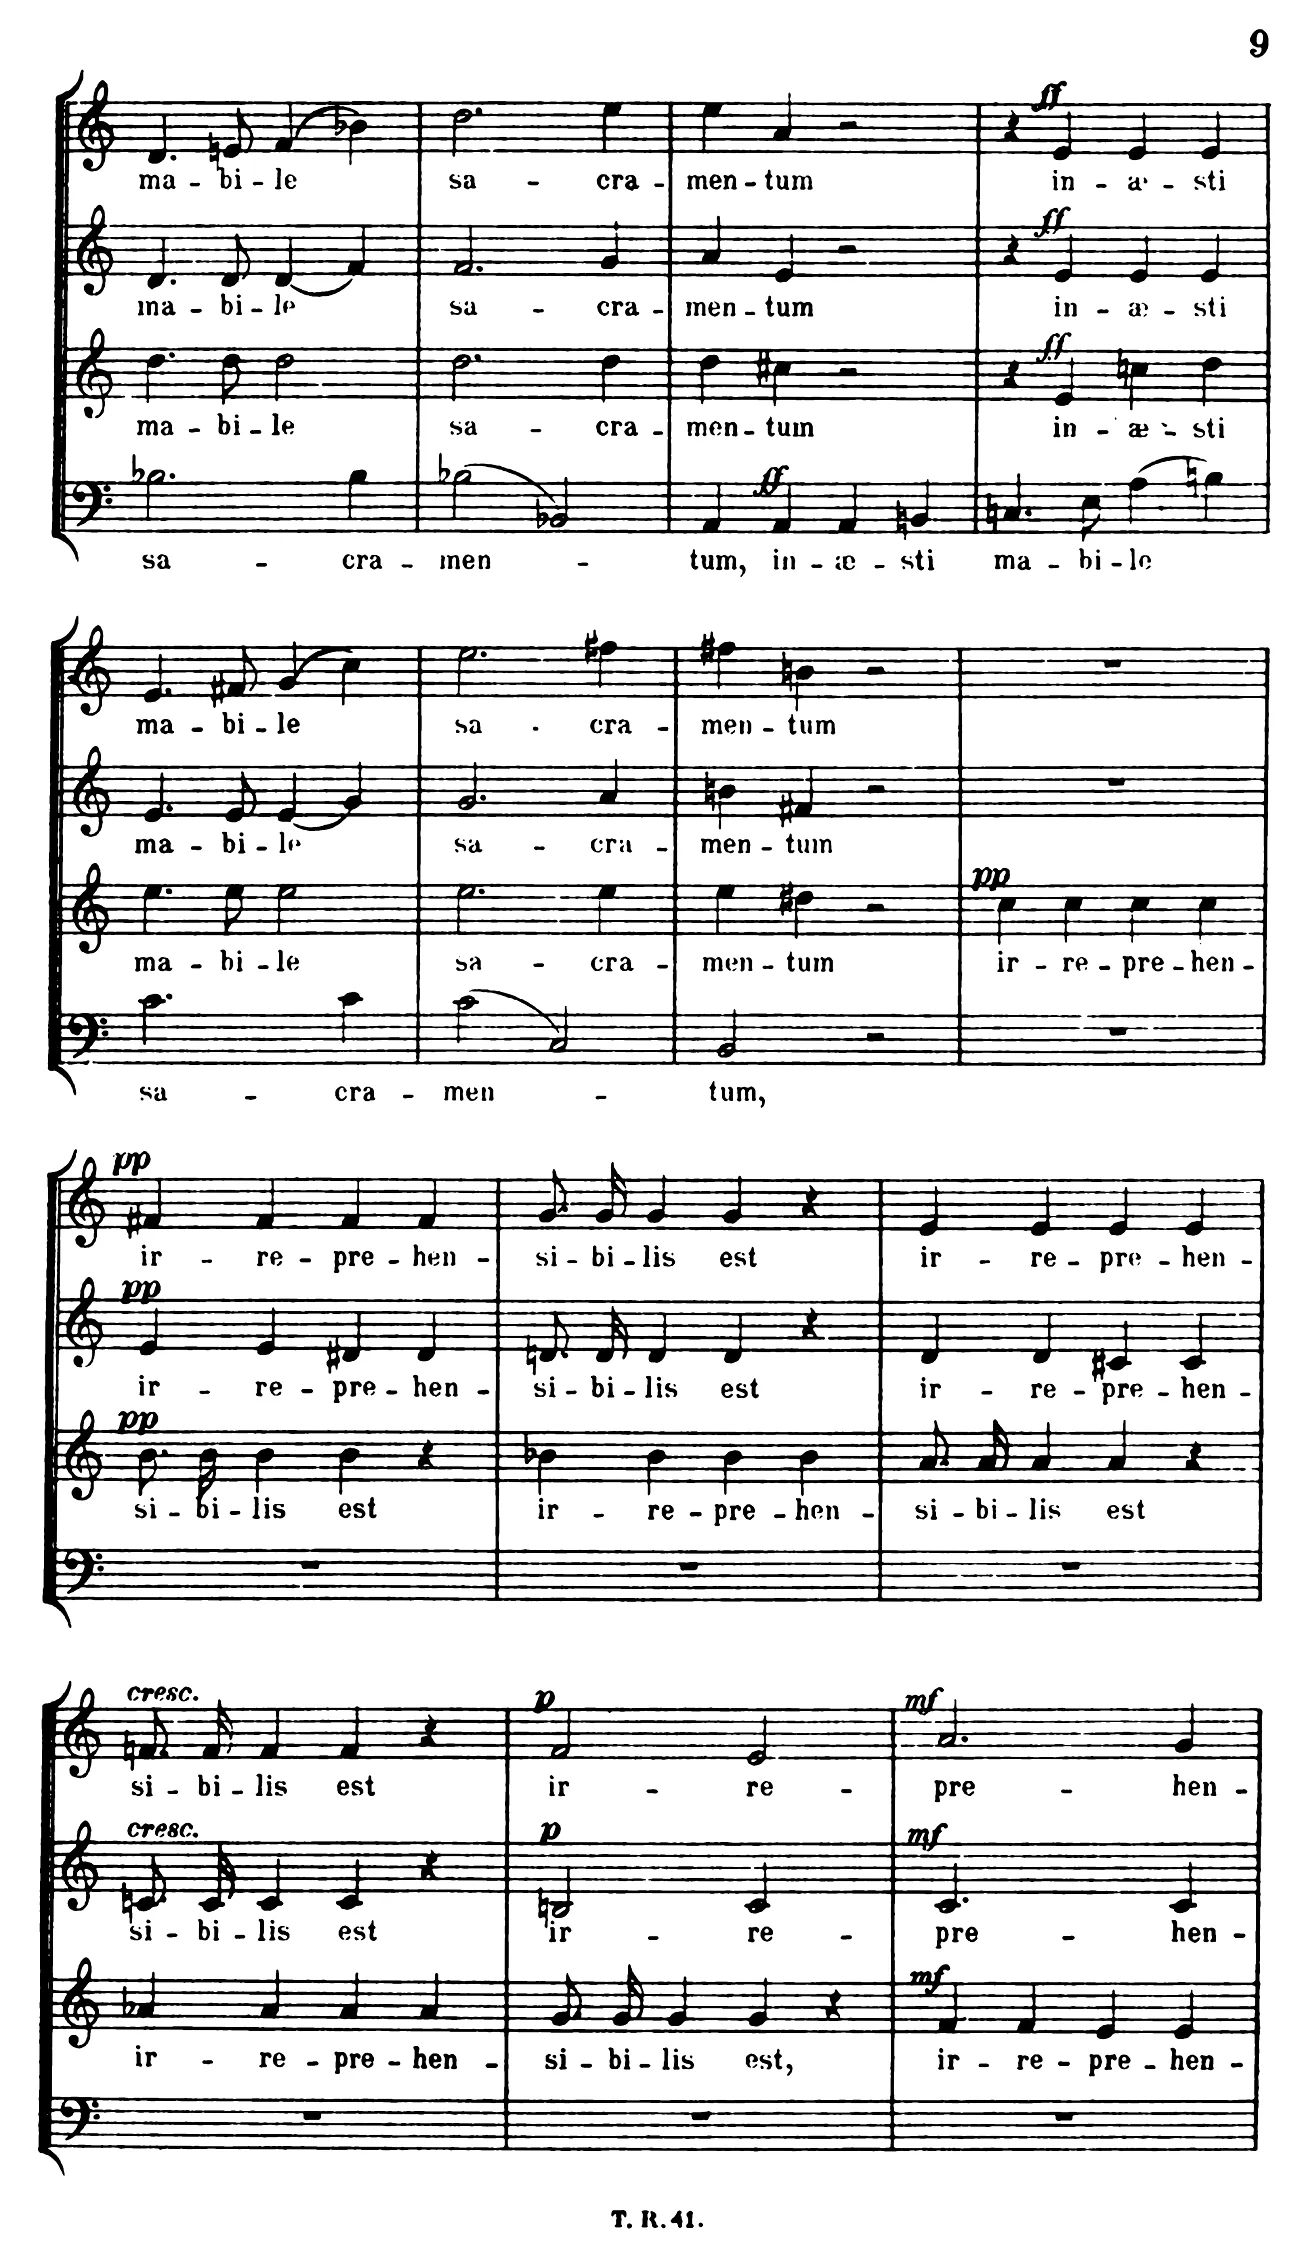 9
ff
ma - bi - le sa - cra - men - tum in - æ - sti
ff
ma - bi - le sa - cra - men - tum in - æ - sti
ff
ma - bi - le sa - cra - men - tum in - æ - sti
ff
sa - cra - men - tum, in - æ - sti ma - bi - le
ma - bi - le sa - cra - men - tum
ma - bi - le sa - cra - men - tum
pp
ma - bi - le sa - cra - men - tum ir - re - pre - hen -
sa - cra - men - tum,
pp
ir - re - pre - hen - si - bi - lis est ir - re - pre - hen -
pp
ir - re - pre - hen - si - bi - lis est ir - re - pre - hen -
pp
si - bi - lis est ir - re - pre - hen - si - bi - lis est
cresc. p mf
si - bi - lis est ir - re - pre - hen -
cresc. p mf
si - bi - lis est ir - re - pre - hen -
mf
ir - re - pre - hen - si - bi - lis est, ir - re - pre - hen -
T. R. 41.